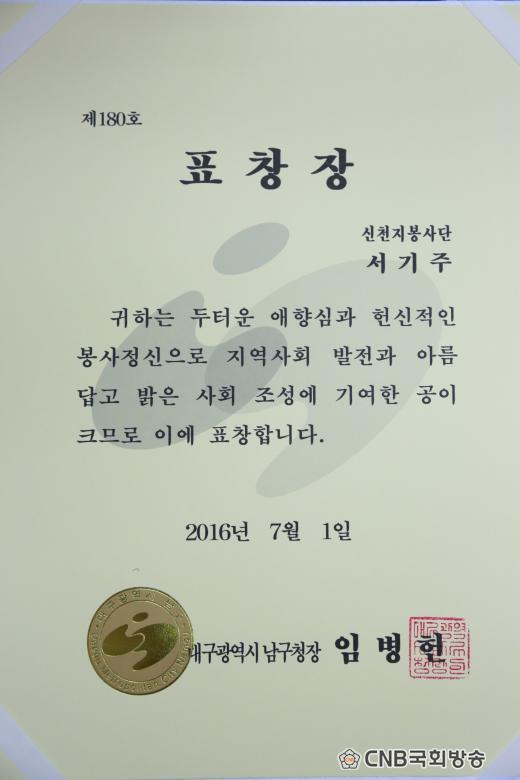 제180호
표창장
신천지봉사단
서기주
귀하는 두터운 애향심과 헌신적인
봉사정신으로 지역사회 발전과 아름
답고 밝은 사회 조성에 기여한 공이
크므로 이에 표창합니다.
2016년 7월 1일
대구광역시 남구청장 임병헌
CNB국회방송